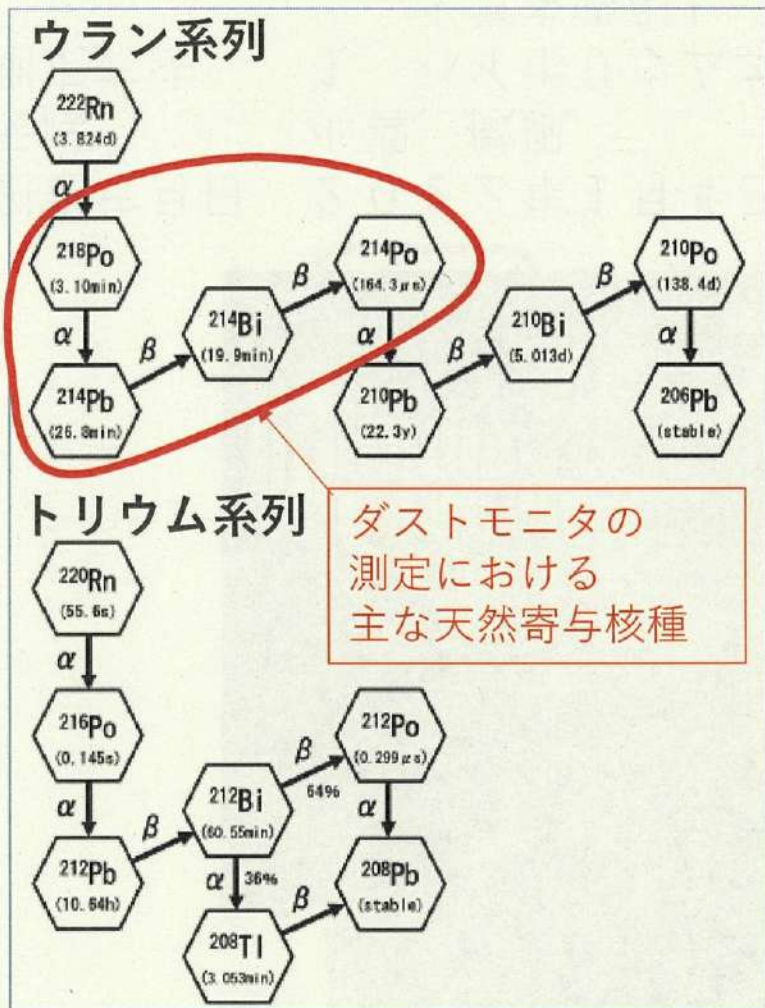 ウラン系列
²²²Rn
(3.824d)
α
²¹⁸Po
(3.10min)
α
²¹⁴Pb
(26.8min)
β
²¹⁴Bi
(19.9min)
β
²¹⁴Po
(164.3μs)
α
²¹⁰Pb
(22.3y)
β
²¹⁰Bi
(5.013d)
β
²¹⁰Po
(138.4d)
α
²⁰⁶Pb
(stable)
ダストモニタの
測定における
主な天然寄与核種
トリウム系列
²²⁰Rn
(55.6s)
α
²¹⁶Po
(0.145s)
α
²¹²Pb
(10.64h)
β
²¹²Bi
(60.55min)
β
64%
²¹²Po
(0.299μs)
α
²⁰⁸Pb
(stable)
α 36%
²⁰⁸Tl
(3.053min)
β